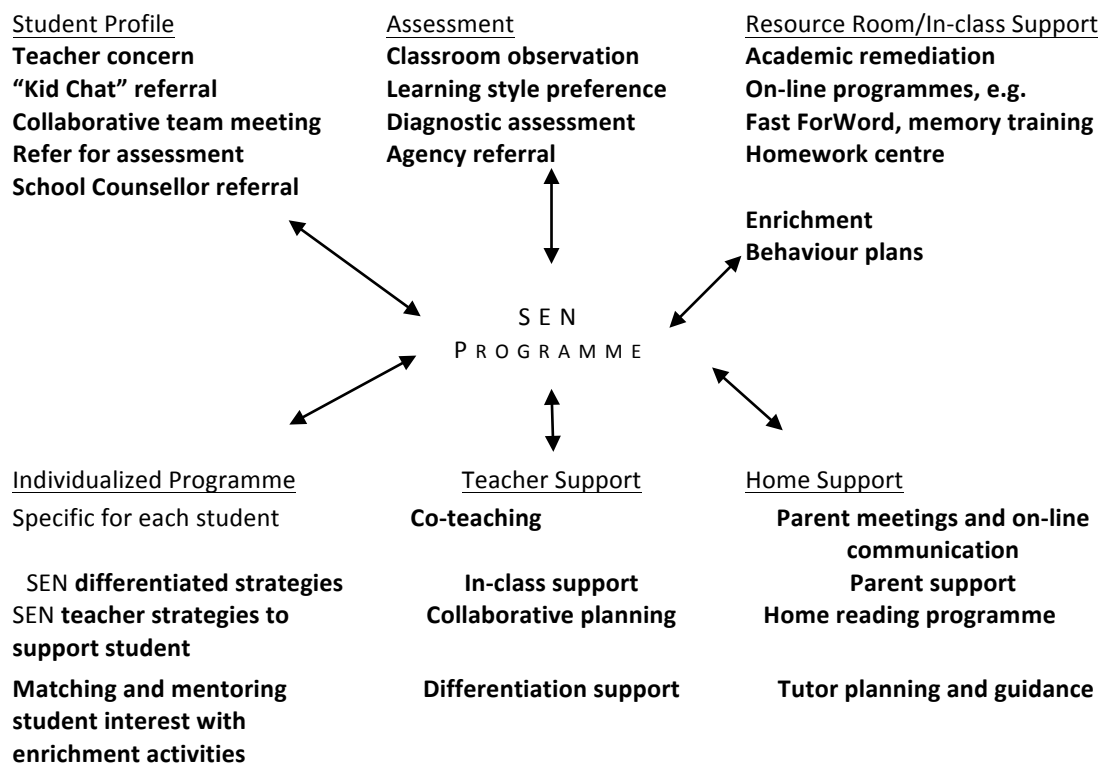 Student Profile
Teacher concern
“Kid Chat” referral
Collaborative team meeting
Refer for assessment
School Counsellor referral
Assessment
Classroom observation
Learning style preference
Diagnostic assessment
Agency referral
Resource Room/In-class Support
Academic remediation
On-line programmes, e.g.
Fast ForWord, memory training
Homework centre
Enrichment
Behaviour plans
SEN
PROGRAMME
Individualized Programme
Specific for each student
SEN differentiated strategies
SEN teacher strategies to
support student
Matching and mentoring
student interest with
enrichment activities
Teacher Support
Co-teaching
In-class support
Collaborative planning
Differentiation support
Home Support
Parent meetings and on-line
communication
Parent support
Home reading programme
Tutor planning and guidance